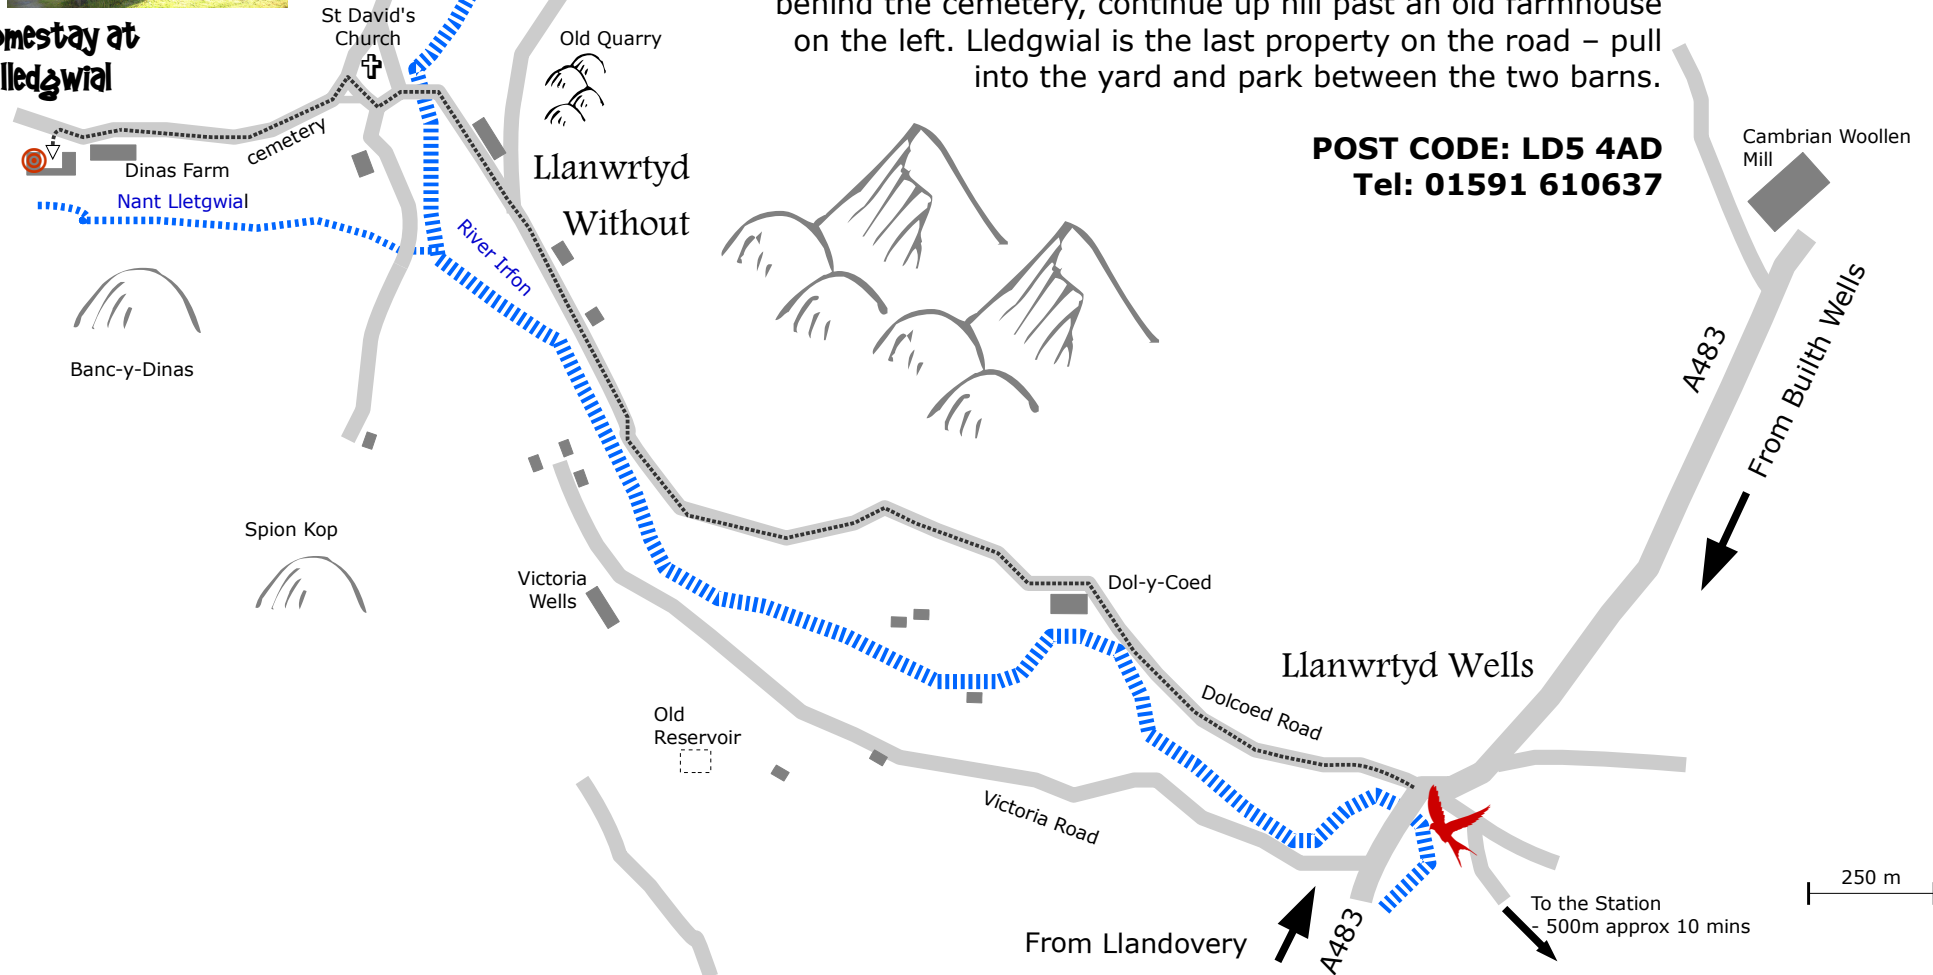 behind the cemetery, continue up hill past an old farmhouse
on the left. Lledgwial is the last property on the road – pull
into the yard and park between the two barns.
POST CODE: LD5 4AD
Tel: 01591 610637
omestay at
lledgwial
St David's
Church
Old Quarry
cemetery
Dinas Farm
Nant Lletgwial
Llanwrtyd
Without
River Irfon
Cambrian Woollen
Mill
Banc-y-Dinas
A483
From Builth Wells
Spion Kop
Victoria
Wells
Dol-y-Coed
Llanwrtyd Wells
Dolcoed Road
Old
Reservoir
Victoria Road
250 m
To the Station
- 500m approx 10 mins
From Llandovery
A483